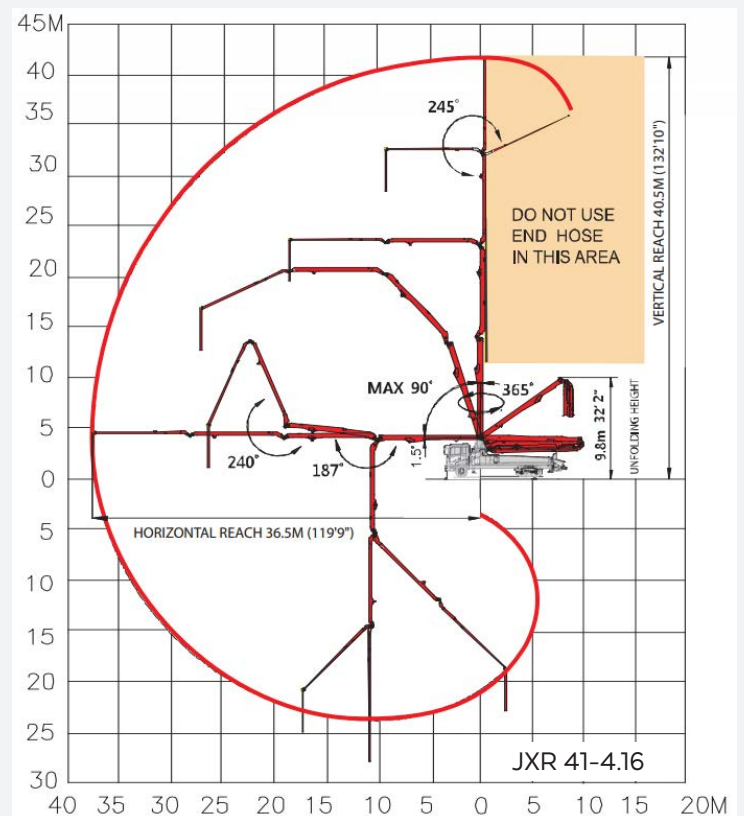 45M
40
35
30
25
20
15
10
5
0
5
10
15
20
25
30
245°
DO NOT USE
END HOSE
IN THIS AREA
VERTICAL REACH 40.5M (132'10")
MAX 90°
365°
9.8m 32'2"
UNFOLDING HEIGHT
1.5°
240°
187°
HORIZONTAL REACH 36.5M (119'9")
JXR 41-4.16
40 35 30 25 20 15 10 5 0 5 10 15 20M